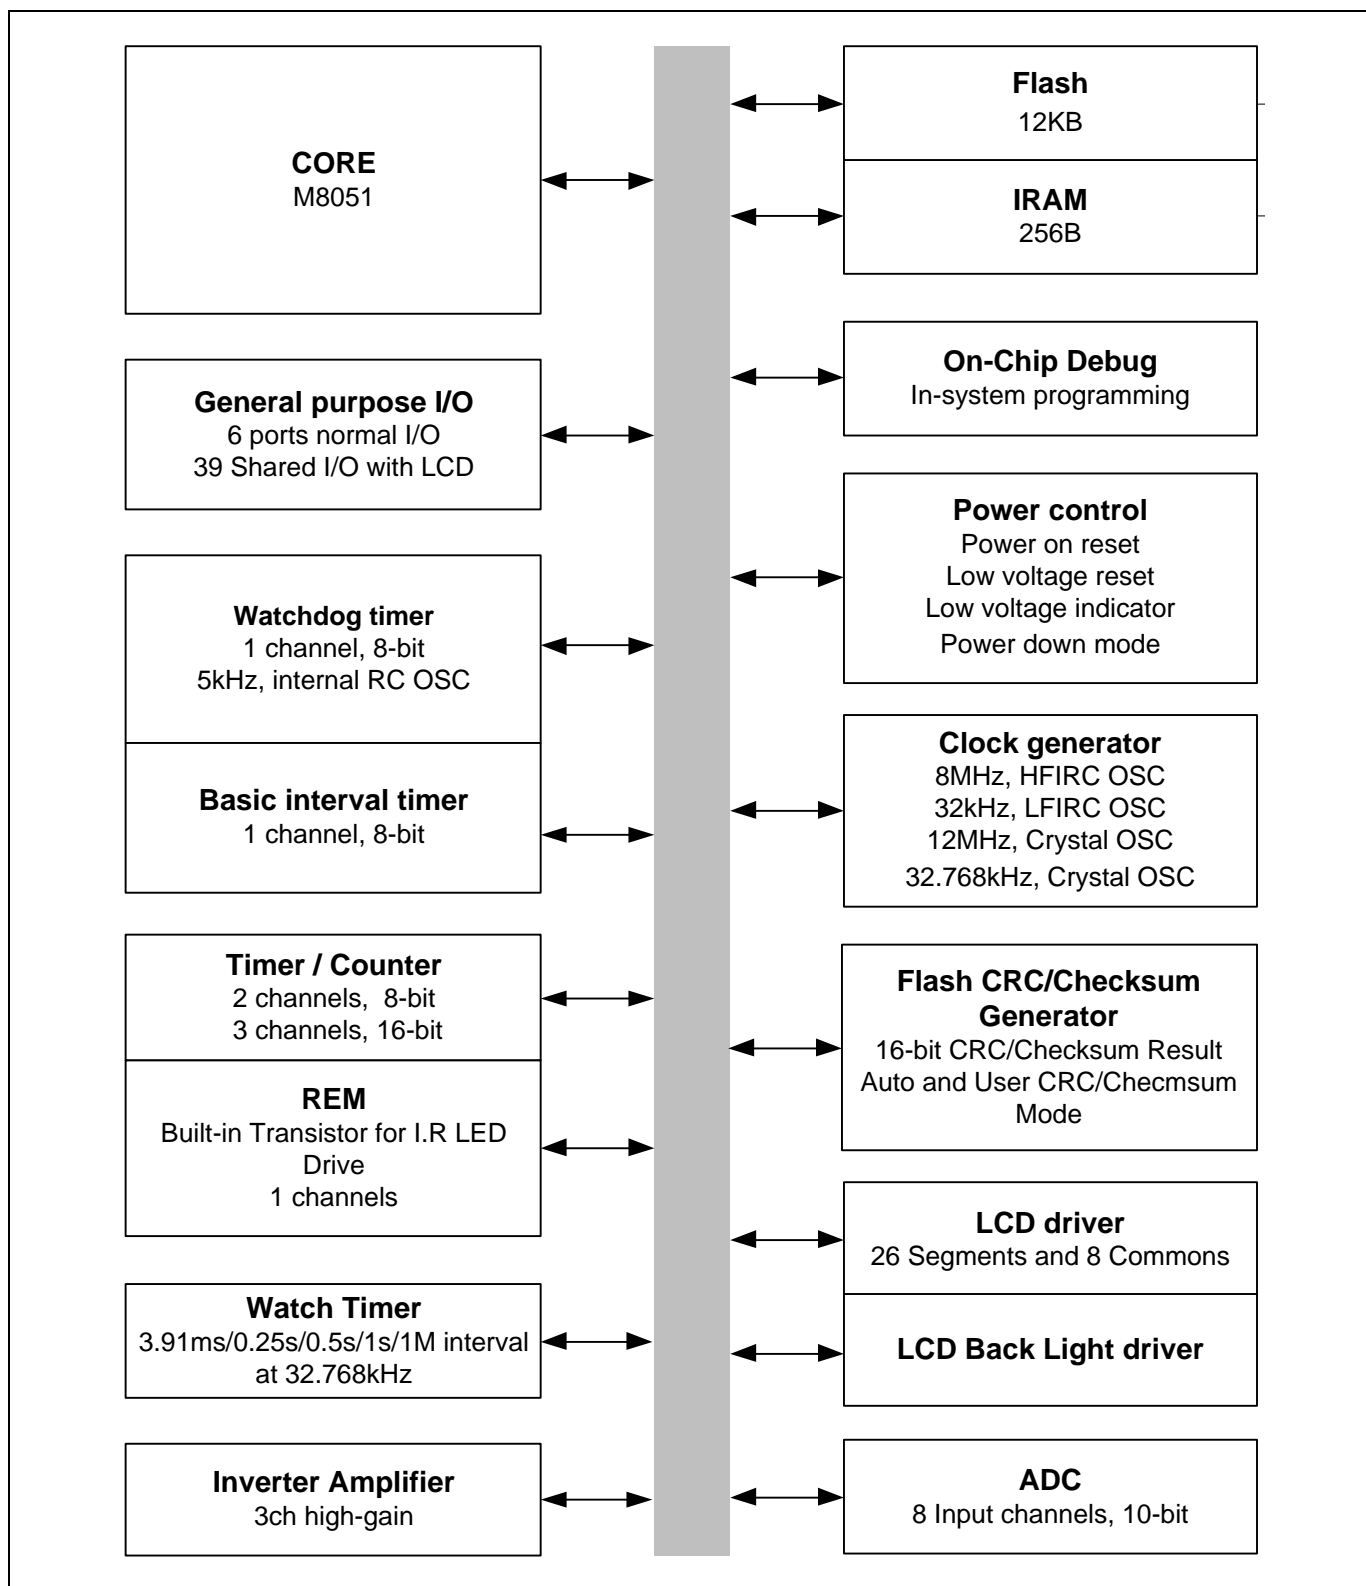 CORE
M8051
General purpose I/O
6 ports normal I/O
39 Shared I/O with LCD
Watchdog timer
1 channel, 8-bit
5kHz, internal RC OSC
Basic interval timer
1 channel, 8-bit
Timer / Counter
2 channels, 8-bit
3 channels, 16-bit
REM
Built-in Transistor for I.R LED
Drive
1 channels
Watch Timer
3.91ms/0.25s/0.5s/1s/1M interval
at 32.768kHz
Inverter Amplifier
3ch high-gain
Flash
12KB
IRAM
256B
On-Chip Debug
In-system programming
Power control
Power on reset
Low voltage reset
Low voltage indicator
Power down mode
Clock generator
8MHz, HFIRC OSC
32kHz, LFIRC OSC
12MHz, Crystal OSC
32.768kHz, Crystal OSC
Flash CRC/Checksum
Generator
16-bit CRC/Checksum Result
Auto and User CRC/Checmsum
Mode
LCD driver
26 Segments and 8 Commons
LCD Back Light driver
ADC
8 Input channels, 10-bit